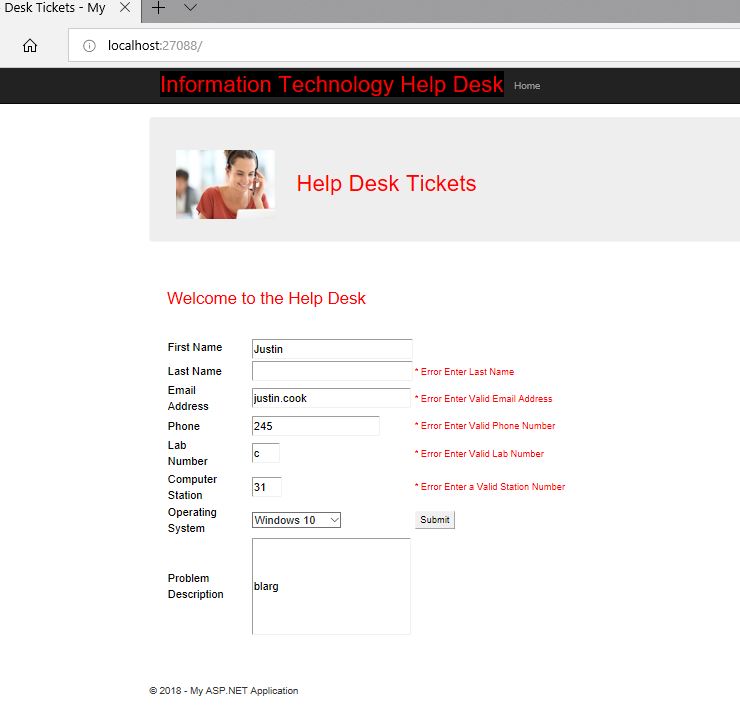 Desk Tickets - My
localhost:27088/
Information Technology Help Desk Home
Help Desk Tickets
Welcome to the Help Desk
First Name Justin
Last Name * Error Enter Last Name
Email
Address justin.cook * Error Enter Valid Email Address
Phone 245 * Error Enter Valid Phone Number
Lab
Number c * Error Enter Valid Lab Number
Computer
Station 31 * Error Enter a Valid Station Number
Operating
System Windows 10 Submit
Problem
Description blarg
© 2018 - My ASP.NET Application